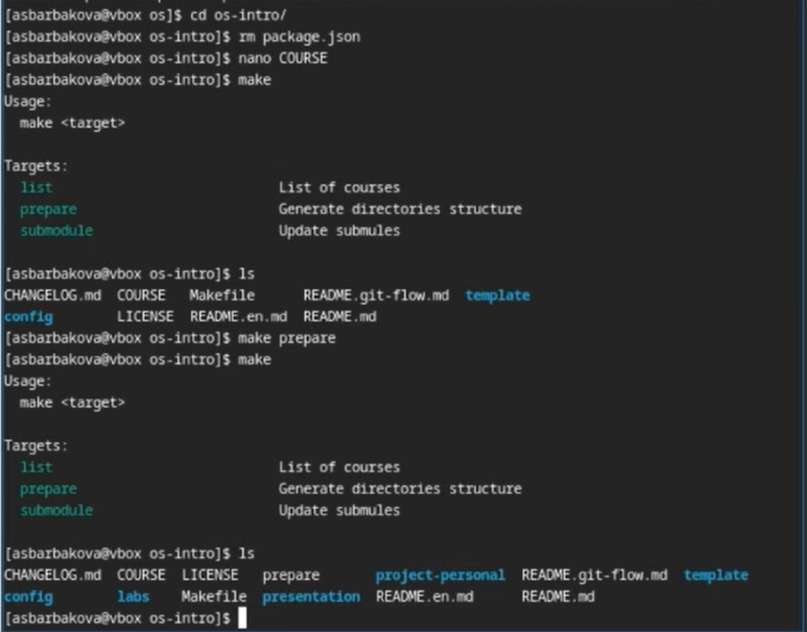 [asbarbakova@vbox os]$ cd os-intro/
[asbarbakova@vbox os-intro]$ rm package.json
[asbarbakova@vbox os-intro]$ nano COURSE
[asbarbakova@vbox os-intro]$ make
Usage:
  make <target>

Targets:
  list                           List of courses
  prepare                        Generate directories structure
  submodule                      Update submules

[asbarbakova@vbox os-intro]$ ls
CHANGELOG.md  COURSE   Makefile      README.git-flow.md  template
config        LICENSE  README.en.md  README.md
[asbarbakova@vbox os-intro]$ make prepare
[asbarbakova@vbox os-intro]$ make
Usage:
  make <target>

Targets:
  list                           List of courses
  prepare                        Generate directories structure
  submodule                      Update submules

[asbarbakova@vbox os-intro]$ ls
CHANGELOG.md  COURSE  LICENSE   prepare       project-personal  README.git-flow.md  template
config        labs    Makefile  presentation  README.en.md      README.md
[asbarbakova@vbox os-intro]$